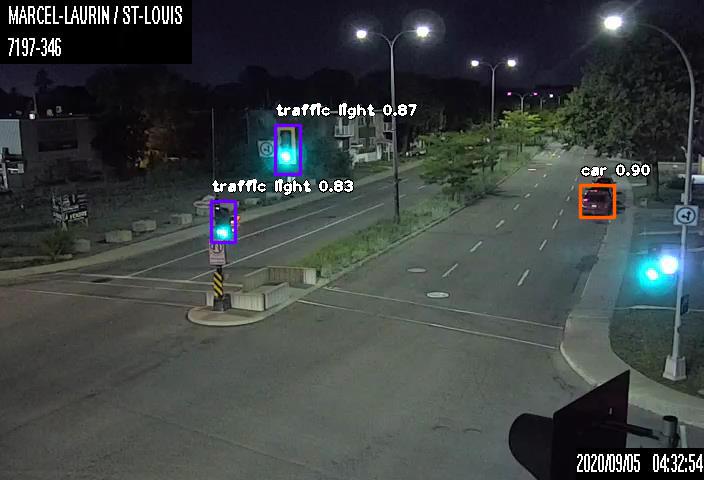 MARCEL-LAURIN / ST-LOUIS
7197-346
traffic light 0.87
car 0.90
traffic light 0.83
2020/09/05 04:32:54